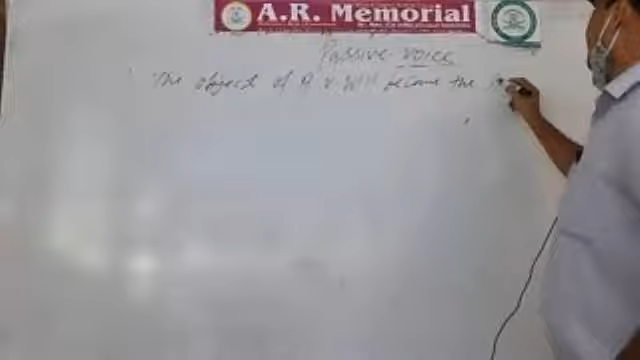 A.R. Memorial
Passive voice
The object of A.V. will become the